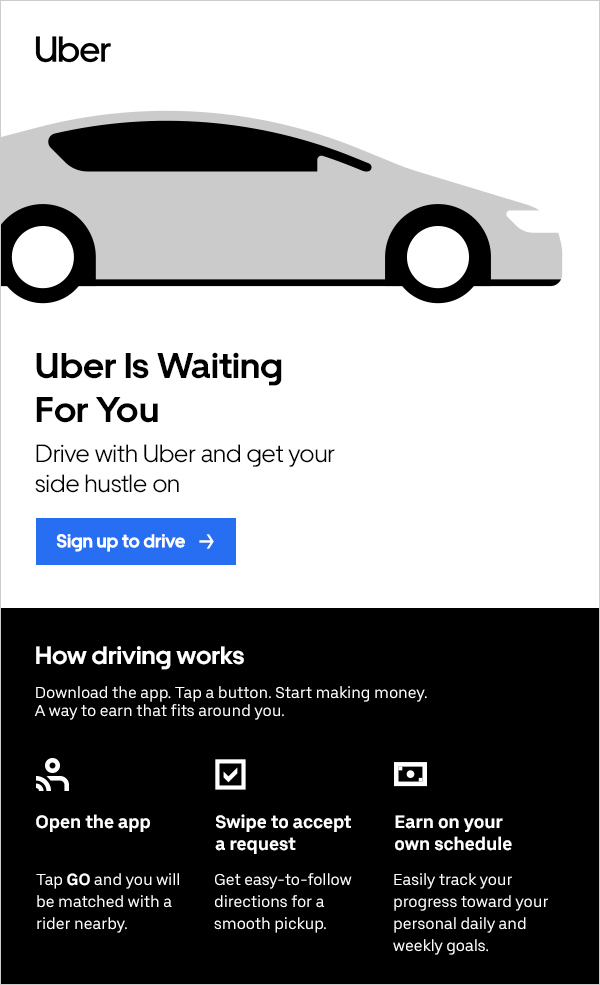 Uber
Uber Is Waiting
For You
Drive with Uber and get your
side hustle on
Sign up to drive
How driving works
Download the app. Tap a button. Start making money.
A way to earn that fits around you.
Open the app
Tap GO and you will
be matched with a
rider nearby.
Swipe to accept
a request
Get easy-to-follow
directions for a
smooth pickup.
Earn on your
own schedule
Easily track your
progress toward your
personal daily and
weekly goals.